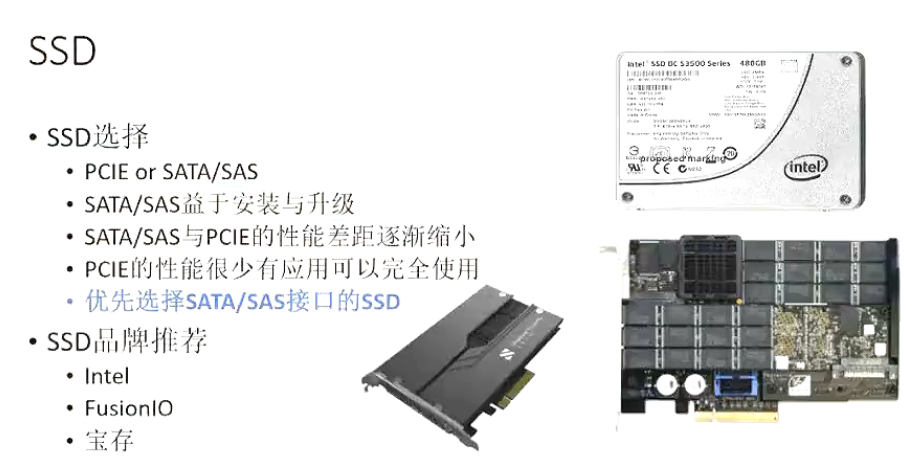 SSD
• SSD选择
• PCIE or SATA/SAS
• SATA/SAS益于安装与升级
• SATA/SAS与PCIE的性能差距逐渐缩小
• PCIE的性能很少有应用可以完全使用
• 优先选择SATA/SAS接口的SSD
• SSD品牌推荐
• Intel
• FusionIO
• 宝存
Intel® SSD DC S3500 Series 480GB
proposed marking
intel